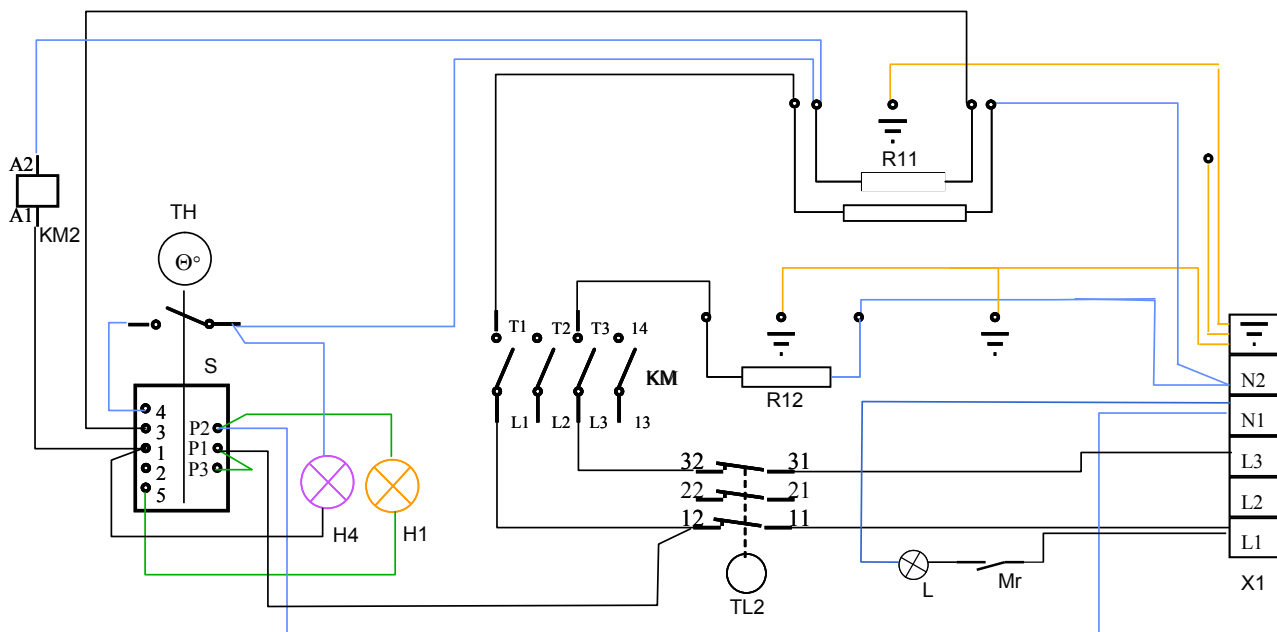 R11
A2
A1
KM2
TH
Θ°
T1 T2 T3 14
S
KM
N2
4
3
1
2
5
P2
P1
P3
L1 L2 L3 13
R12
N1
32 31
L3
22 21
L2
12 11
H4
H1
L1
L
Mr
TL2
X1